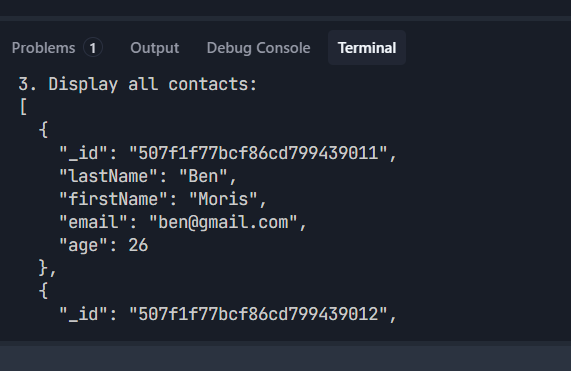 Problems 1 Output Debug Console Terminal
3. Display all contacts:
[
  {
    "_id": "507f1f77bcf86cd799439011",
    "lastName": "Ben",
    "firstName": "Moris",
    "email": "ben@gmail.com",
    "age": 26
  },
  {
    "_id": "507f1f77bcf86cd799439012",